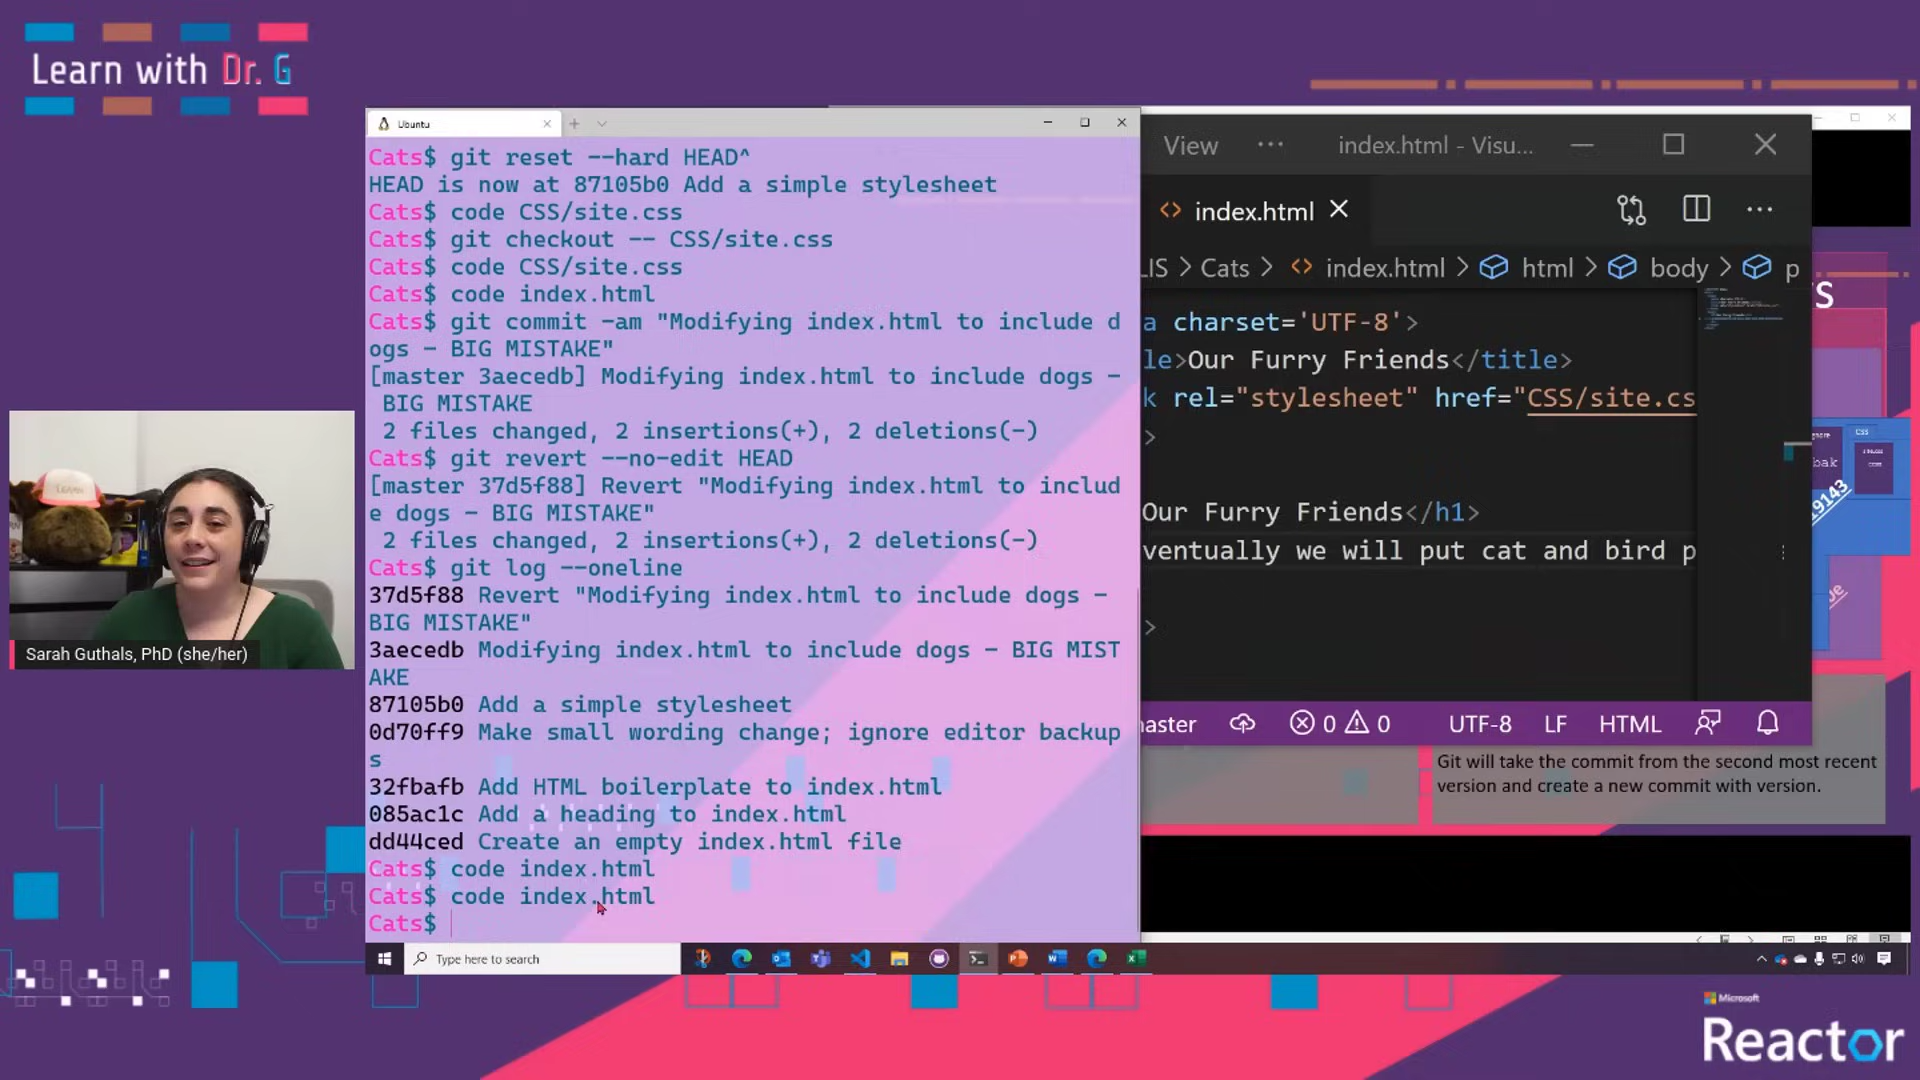 Learn with Dr. G
Ubuntu
Cats$ git reset --hard HEAD^
HEAD is now at 87105b0 Add a simple stylesheet
Cats$ code CSS/site.css
Cats$ git checkout -- CSS/site.css
Cats$ code CSS/site.css
Cats$ code index.html
Cats$ git commit -am "Modifying index.html to include d
ogs - BIG MISTAKE"
[master 3aecedb] Modifying index.html to include dogs -
BIG MISTAKE
2 files changed, 2 insertions(+), 2 deletions(-)
Cats$ git revert --no-edit HEAD
[master 37d5f88] Revert "Modifying index.html to includ
e dogs - BIG MISTAKE"
2 files changed, 2 insertions(+), 2 deletions(-)
Cats$ git log --oneline
37d5f88 Revert "Modifying index.html to include dogs -
BIG MISTAKE"
3aecedb Modifying index.html to include dogs - BIG MIST
AKE
87105b0 Add a simple stylesheet
0d70ff9 Make small wording change; ignore editor backup
s
32fbafb Add HTML boilerplate to index.html
085ac1c Add a heading to index.html
dd44ced Create an empty index.html file
Cats$ code index.html
Cats$ code index.html
Cats$
View ··· index.html - Visu...
index.html
LIS > Cats > index.html > html > body > p
a charset='UTF-8'>
le>Our Furry Friends</title>
k rel="stylesheet" href="CSS/site.cs
>
Our Furry Friends</h1>
ventually we will put cat and bird p
>
master 0 0 UTF-8 LF HTML
Git will take the commit from the second most recent
version and create a new commit with version.
CSS
bak
19143
Sarah Guthals, PhD (she/her)
Type here to search
Microsoft
Reactor